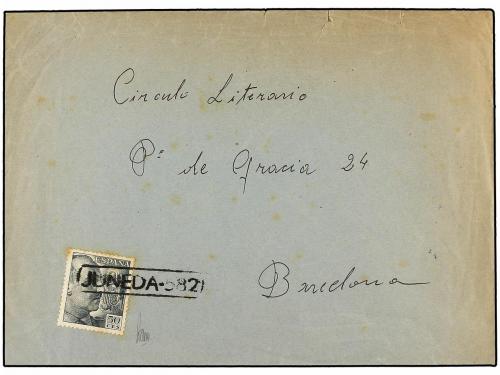 Circulo Literario
Pº de Gracia 24
Barcelona
ESPAÑA
JUNEDA-582
50
CTS